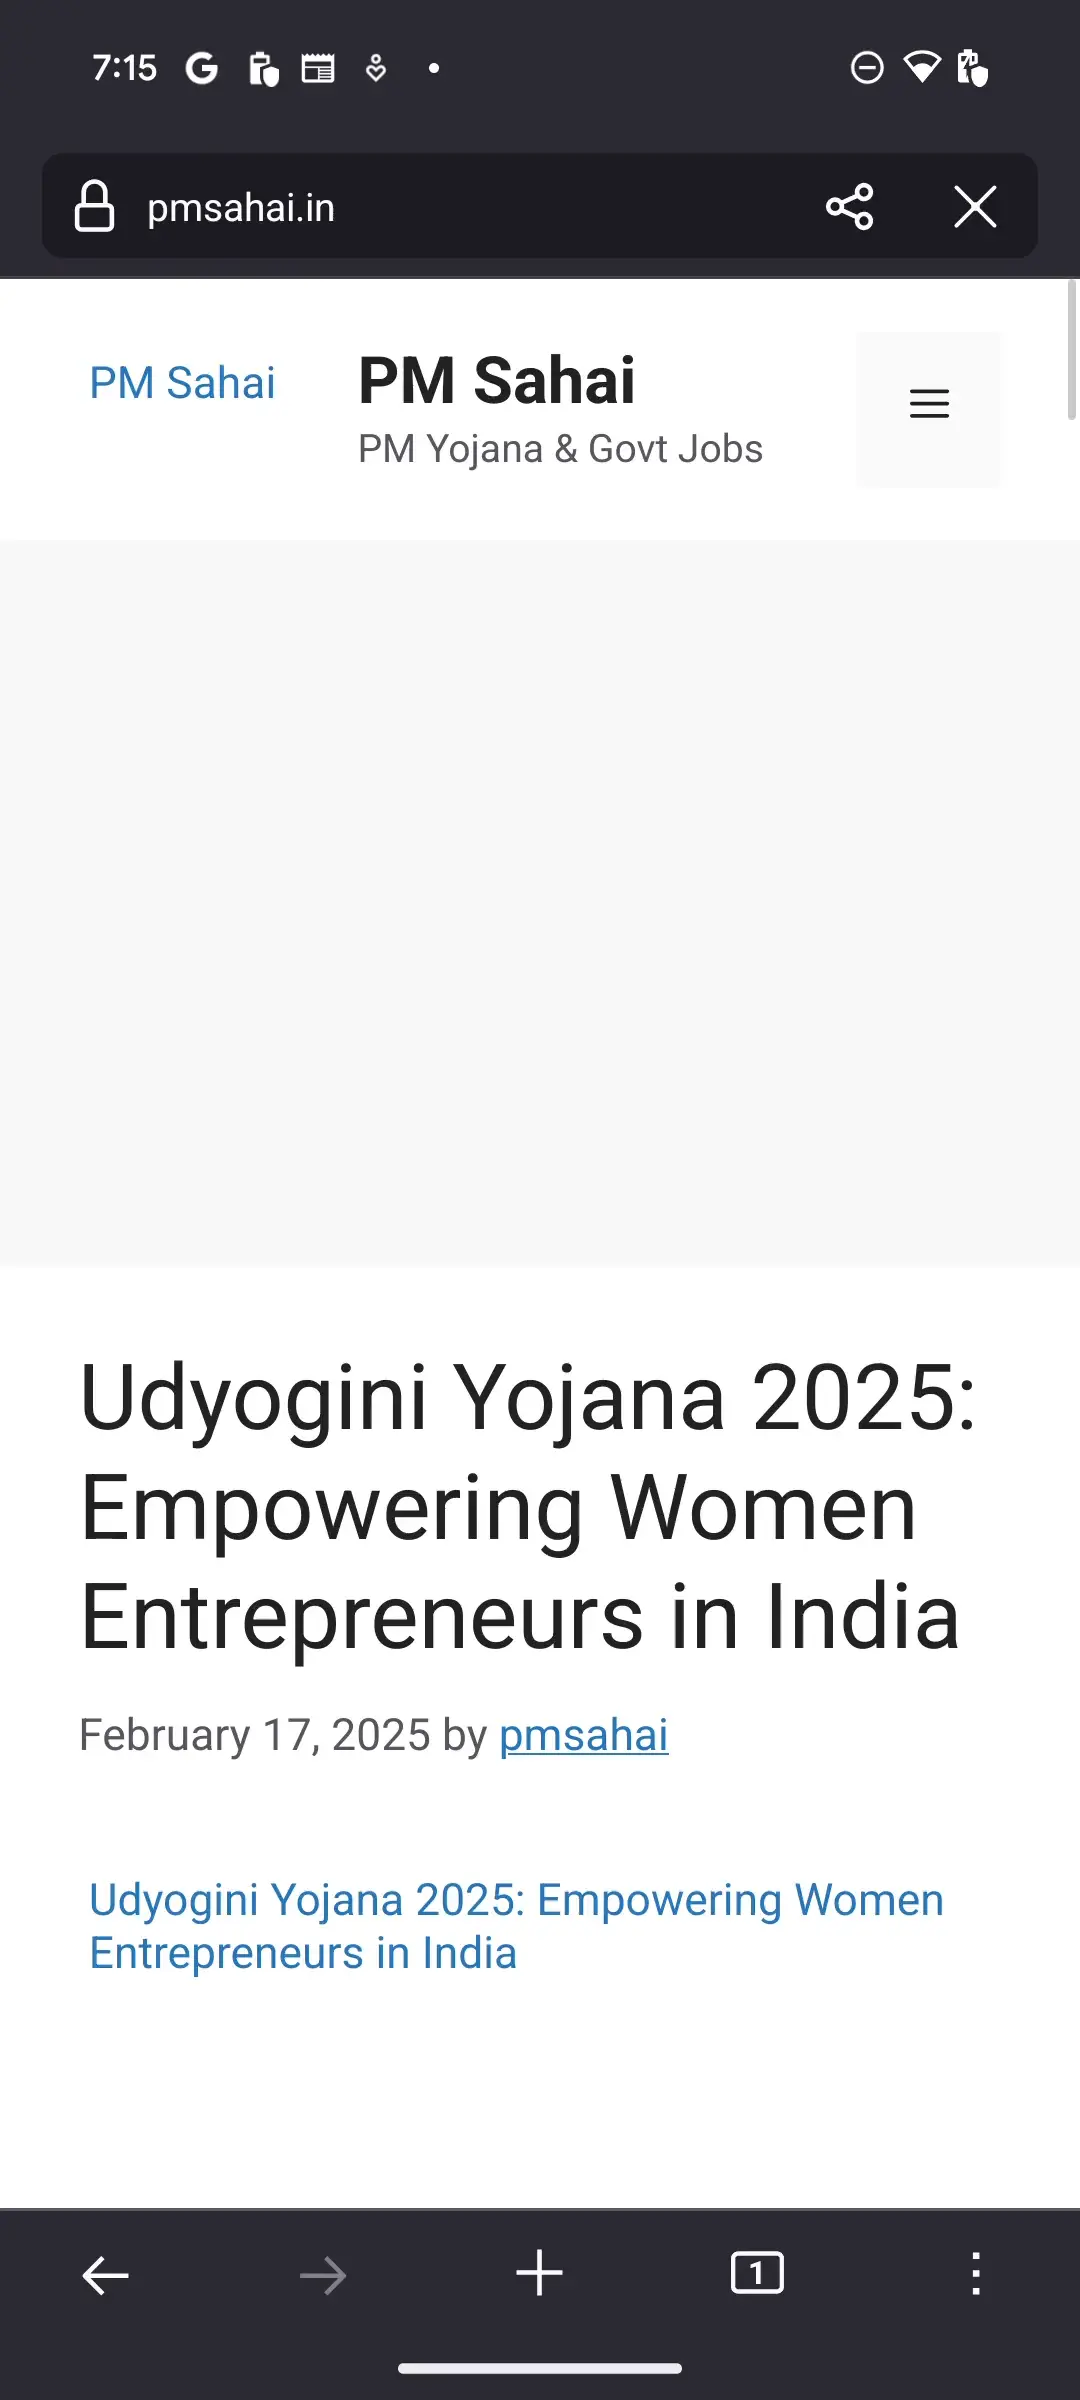 7:15
pmsahai.in
PM Sahai
PM Sahai
PM Yojana & Govt Jobs
Udyogini Yojana 2025:
Empowering Women
Entrepreneurs in India
February 17, 2025 by pmsahai
Udyogini Yojana 2025: Empowering Women
Entrepreneurs in India
1